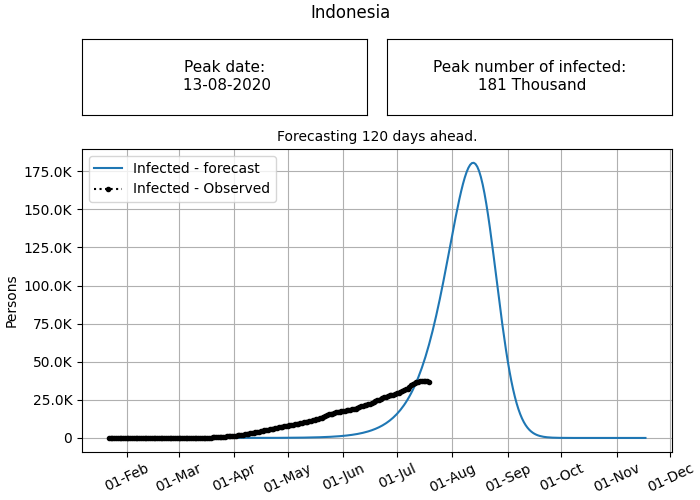 Indonesia
Peak date:
13-08-2020
Peak number of infected:
181 Thousand
Forecasting 120 days ahead.
Infected - forecast
Infected - Observed
Persons
175.0K
150.0K
125.0K
100.0K
75.0K
50.0K
25.0K
0
01-Feb
01-Mar
01-Apr
01-May
01-Jun
01-Jul
01-Aug
01-Sep
01-Oct
01-Nov
01-Dec